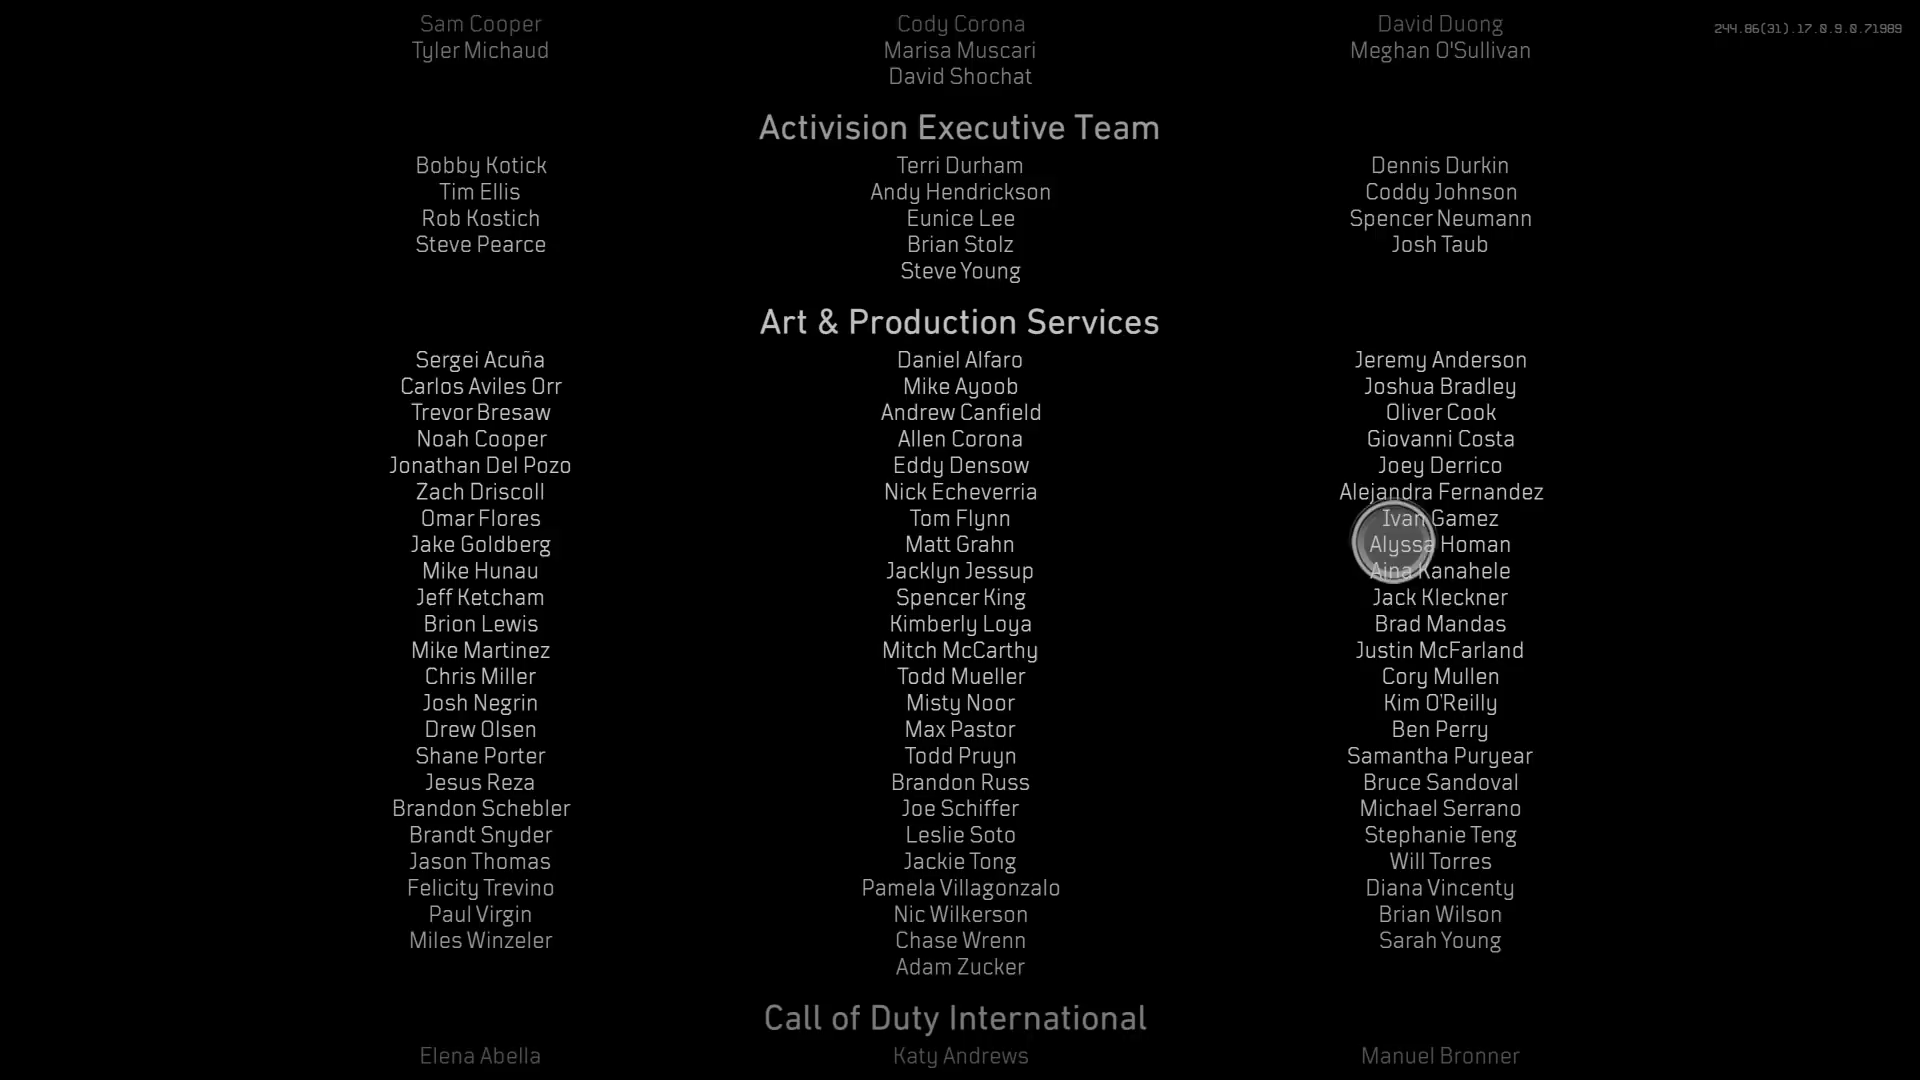 Sam Cooper Cody Corona David Duong
244.86(31).17.0.9.0.71989
Tyler Michaud Marisa Muscari Meghan O'Sullivan
David Shochat
Activision Executive Team
Bobby Kotick Terri Durham Dennis Durkin
Tim Ellis Andy Hendrickson Coddy Johnson
Rob Kostich Eunice Lee Spencer Neumann
Steve Pearce Brian Stolz Josh Taub
Steve Young
Art & Production Services
Sergei Acuña Daniel Alfaro Jeremy Anderson
Carlos Aviles Orr Mike Ayoob Joshua Bradley
Trevor Bresaw Andrew Canfield Oliver Cook
Noah Cooper Allen Corona Giovanni Costa
Jonathan Del Pozo Eddy Densow Joey Derrico
Zach Driscoll Nick Echeverria Alejandra Fernandez
Omar Flores Tom Flynn Ivan Gamez
Jake Goldberg Matt Grahn Alyssa Homan
Mike Hunau Jacklyn Jessup Aina Kanahele
Jeff Ketcham Spencer King Jack Kleckner
Brion Lewis Kimberly Loya Brad Mandas
Mike Martinez Mitch McCarthy Justin McFarland
Chris Miller Todd Mueller Cory Mullen
Josh Negrin Misty Noor Kim O'Reilly
Drew Olsen Max Pastor Ben Perry
Shane Porter Todd Pruyn Samantha Puryear
Jesus Reza Brandon Russ Bruce Sandoval
Brandon Schebler Joe Schiffer Michael Serrano
Brandt Snyder Leslie Soto Stephanie Teng
Jason Thomas Jackie Tong Will Torres
Felicity Trevino Pamela Villagonzalo Diana Vincenty
Paul Virgin Nic Wilkerson Brian Wilson
Miles Winzeler Chase Wrenn Sarah Young
Adam Zucker
Call of Duty International
Elena Abella Katy Andrews Manuel Bronner